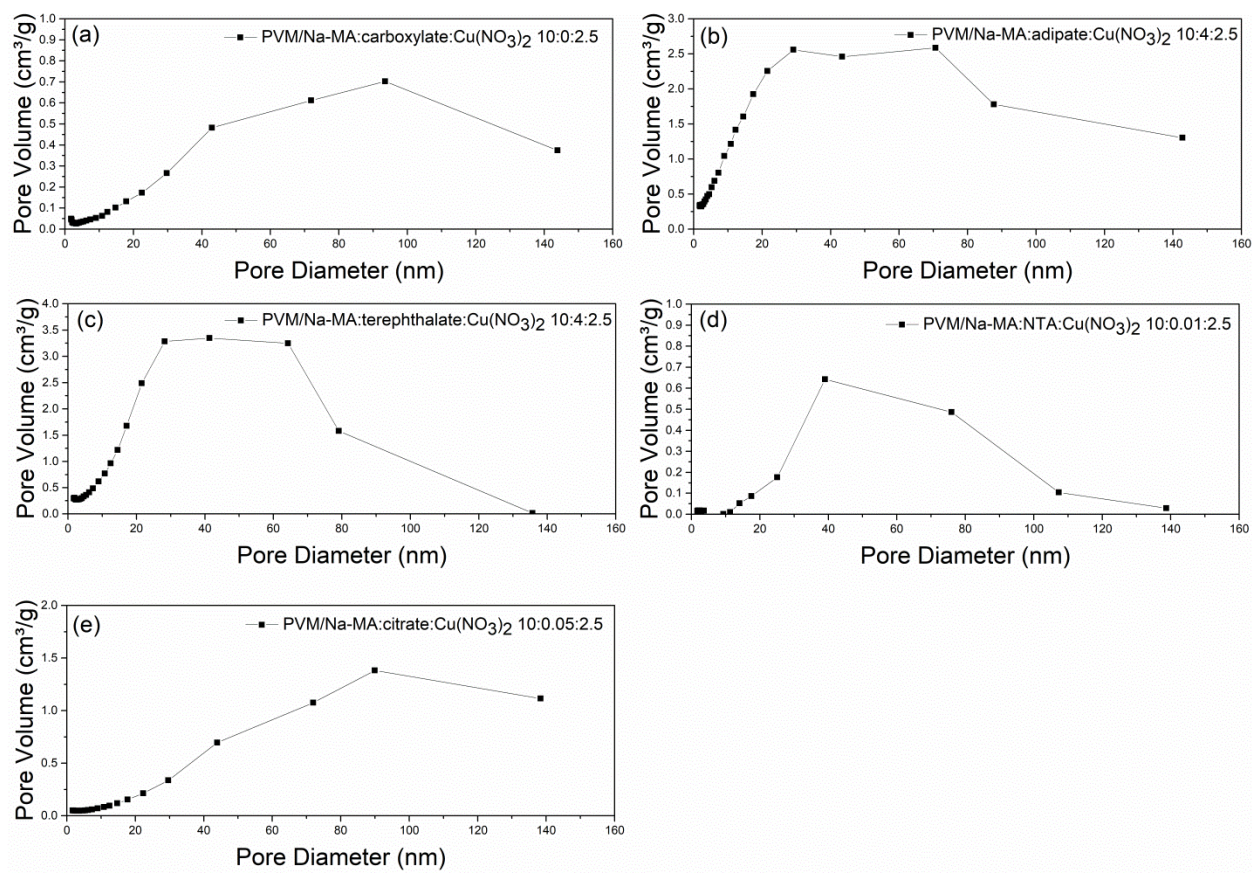 (a)
PVM/Na-MA:carboxylate:Cu(NO3)2 10:0:2.5
Pore Volume (cm³/g)
1.0
0.9
0.8
0.7
0.6
0.5
0.4
0.3
0.2
0.1
0.0
0 20 40 60 80 100 120 140 160
Pore Diameter (nm)
(b)
PVM/Na-MA:adipate:Cu(NO3)2 10:4:2.5
Pore Volume (cm³/g)
3.0
2.5
2.0
1.5
1.0
0.5
0.0
0 20 40 60 80 100 120 140 160
Pore Diameter (nm)
(c)
PVM/Na-MA:terephthalate:Cu(NO3)2 10:4:2.5
Pore Volume (cm³/g)
4.0
3.5
3.0
2.5
2.0
1.5
1.0
0.5
0.0
0 20 40 60 80 100 120 140 160
Pore Diameter (nm)
(d)
PVM/Na-MA:NTA:Cu(NO3)2 10:0.01:2.5
Pore Volume (cm³/g)
1.0
0.9
0.8
0.7
0.6
0.5
0.4
0.3
0.2
0.1
0.0
0 20 40 60 80 100 120 140 160
Pore Diameter (nm)
(e)
PVM/Na-MA:citrate:Cu(NO3)2 10:0.05:2.5
Pore Volume (cm³/g)
2.0
1.5
1.0
0.5
0.0
0 20 40 60 80 100 120 140 160
Pore Diameter (nm)